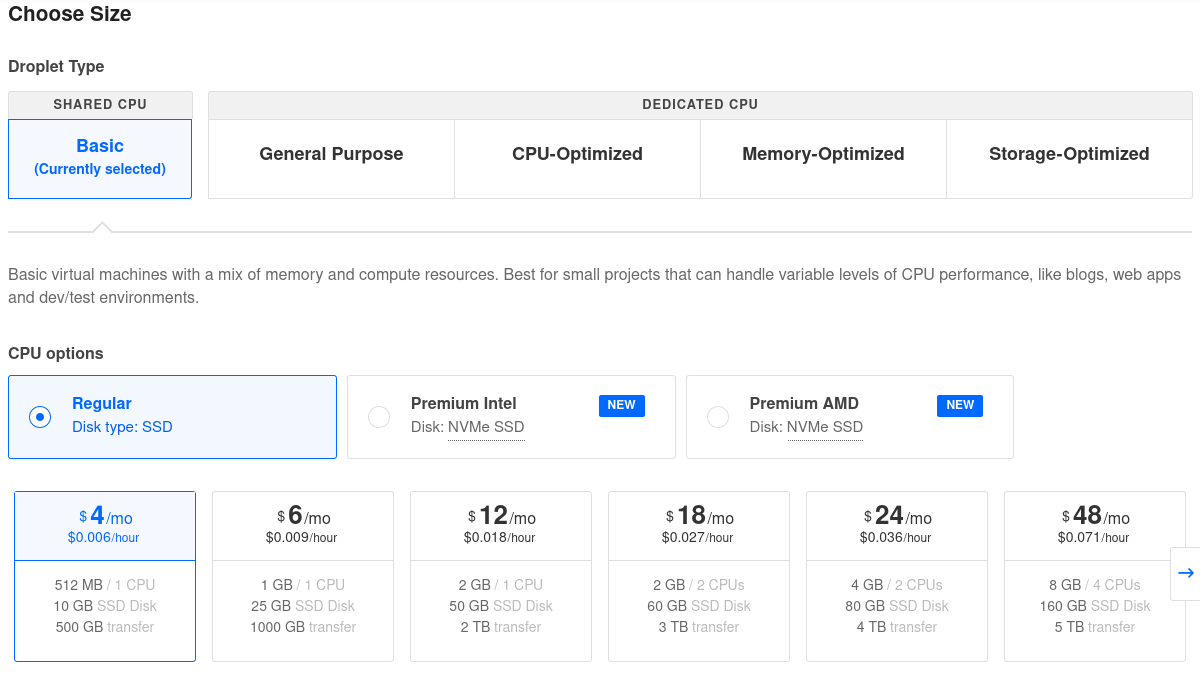 Choose Size
Droplet Type
SHARED CPU
DEDICATED CPU
Basic
(Currently selected)
General Purpose
CPU-Optimized
Memory-Optimized
Storage-Optimized
Basic virtual machines with a mix of memory and compute resources. Best for small projects that can handle variable levels of CPU performance, like blogs, web apps
and dev/test environments.
CPU options
Regular
Disk type: SSD
Premium Intel
NEW
Disk: NVMe SSD
Premium AMD
NEW
Disk: NVMe SSD
$ 4/mo
$0.006/hour
512 MB / 1 CPU
10 GB SSD Disk
500 GB transfer
$ 6/mo
$0.009/hour
1 GB / 1 CPU
25 GB SSD Disk
1000 GB transfer
$ 12/mo
$0.018/hour
2 GB / 1 CPU
50 GB SSD Disk
2 TB transfer
$ 18/mo
$0.027/hour
2 GB / 2 CPUs
60 GB SSD Disk
3 TB transfer
$ 24/mo
$0.036/hour
4 GB / 2 CPUs
80 GB SSD Disk
4 TB transfer
$ 48/mo
$0.071/hour
8 GB / 4 CPUs
160 GB SSD Disk
5 TB transfer